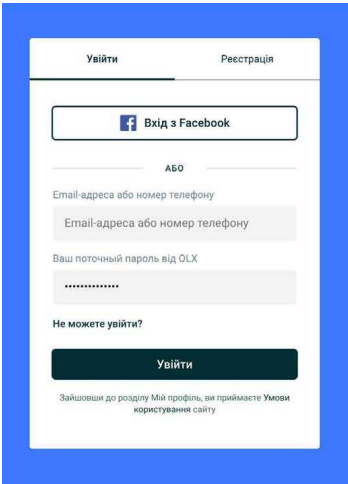 Увійти Реєстрація
Вхід з Facebook
АБО
Email-адреса або номер телефону
Email-адреса або номер телефону
Ваш поточный пароль від OLX
•••••••••••••
Не можете увійти?
Увійти
Зайшовши до розділу Мій профіль, ви приймаєте Умови
користування сайту